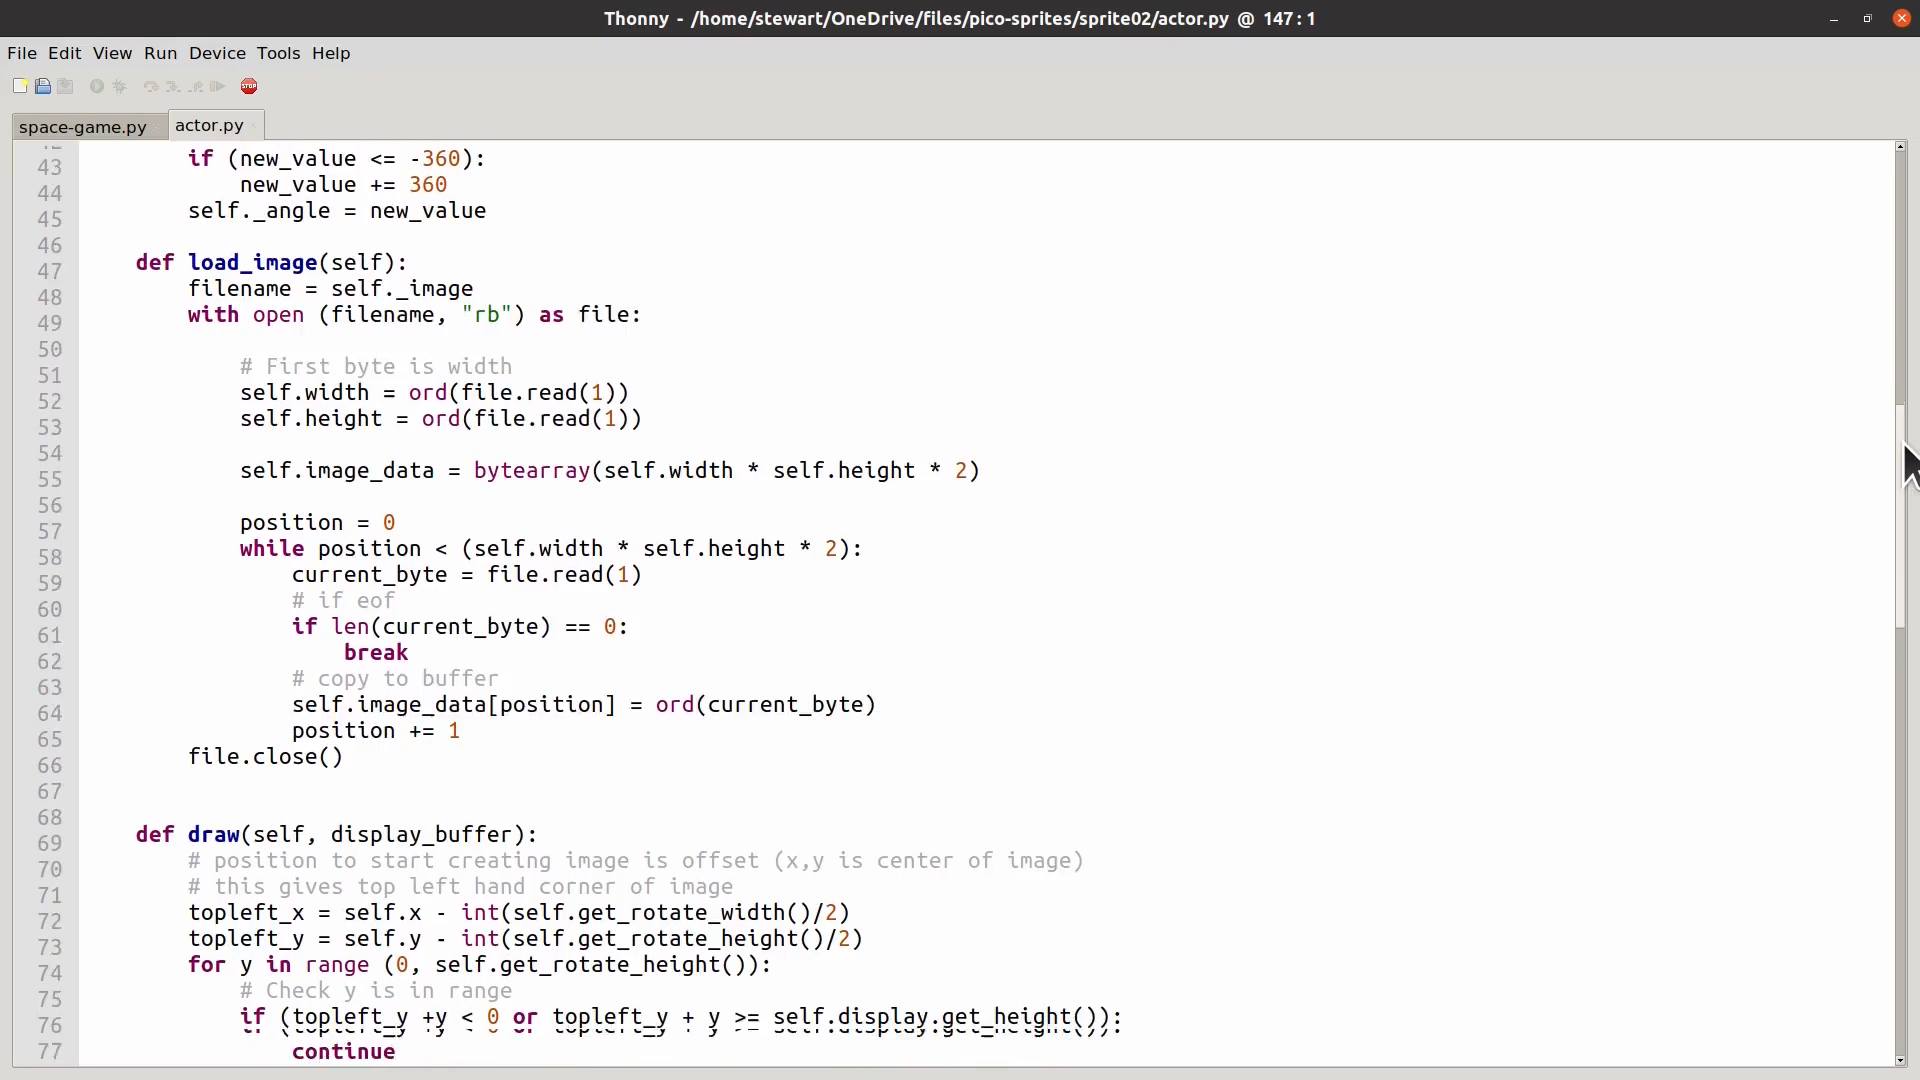 Thonny - /home/stewart/OneDrive/files/pico-sprites/sprite02/actor.py @ 147:1
File Edit View Run Device Tools Help
STOP
space-game.py actor.py
43 if (new_value <= -360):
44 new_value += 360
45 self._angle = new_value
46
47 def load_image(self):
48 filename = self._image
49 with open (filename, "rb") as file:
50
51 # First byte is width
52 self.width = ord(file.read(1))
53 self.height = ord(file.read(1))
54
55 self.image_data = bytearray(self.width * self.height * 2)
56
57 position = 0
58 while position < (self.width * self.height * 2):
59 current_byte = file.read(1)
60 # if eof
61 if len(current_byte) == 0:
62 break
63 # copy to buffer
64 self.image_data[position] = ord(current_byte)
65 position += 1
66 file.close()
67
68
69 def draw(self, display_buffer):
70 # position to start creating image is offset (x,y is center of image)
71 # this gives top left hand corner of image
72 topleft_x = self.x - int(self.get_rotate_width()/2)
73 topleft_y = self.y - int(self.get_rotate_height()/2)
74 for y in range (0, self.get_rotate_height()):
75 # Check y is in range
76 if (topleft_y +y < 0 or topleft_y + y >= self.display.get_height()):
77 continue